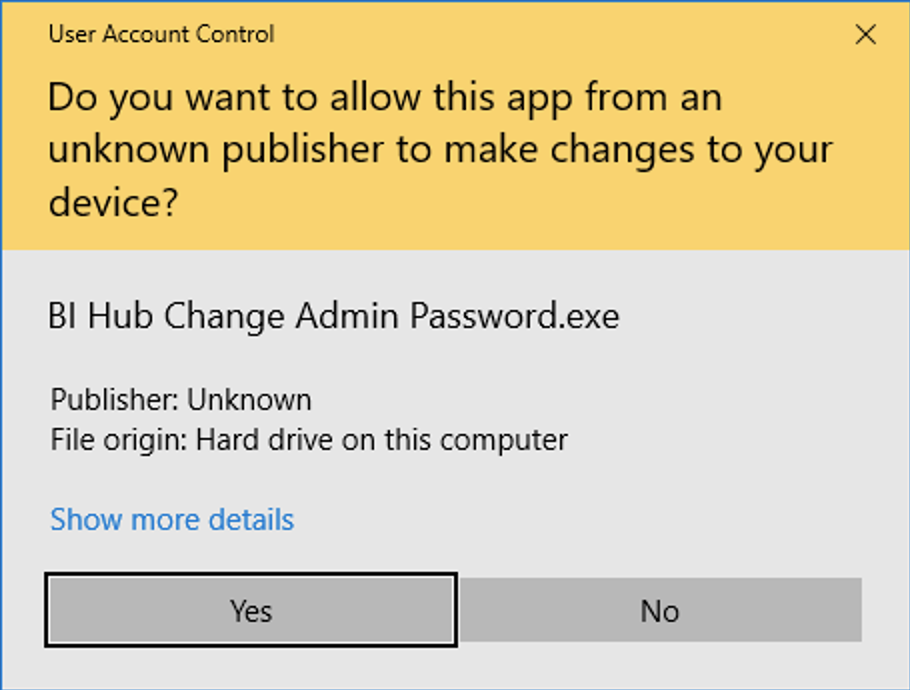 User Account Control
Do you want to allow this app from an
unknown publisher to make changes to your
device?
BI Hub Change Admin Password.exe
Publisher: Unknown
File origin: Hard drive on this computer
Show more details
Yes
No